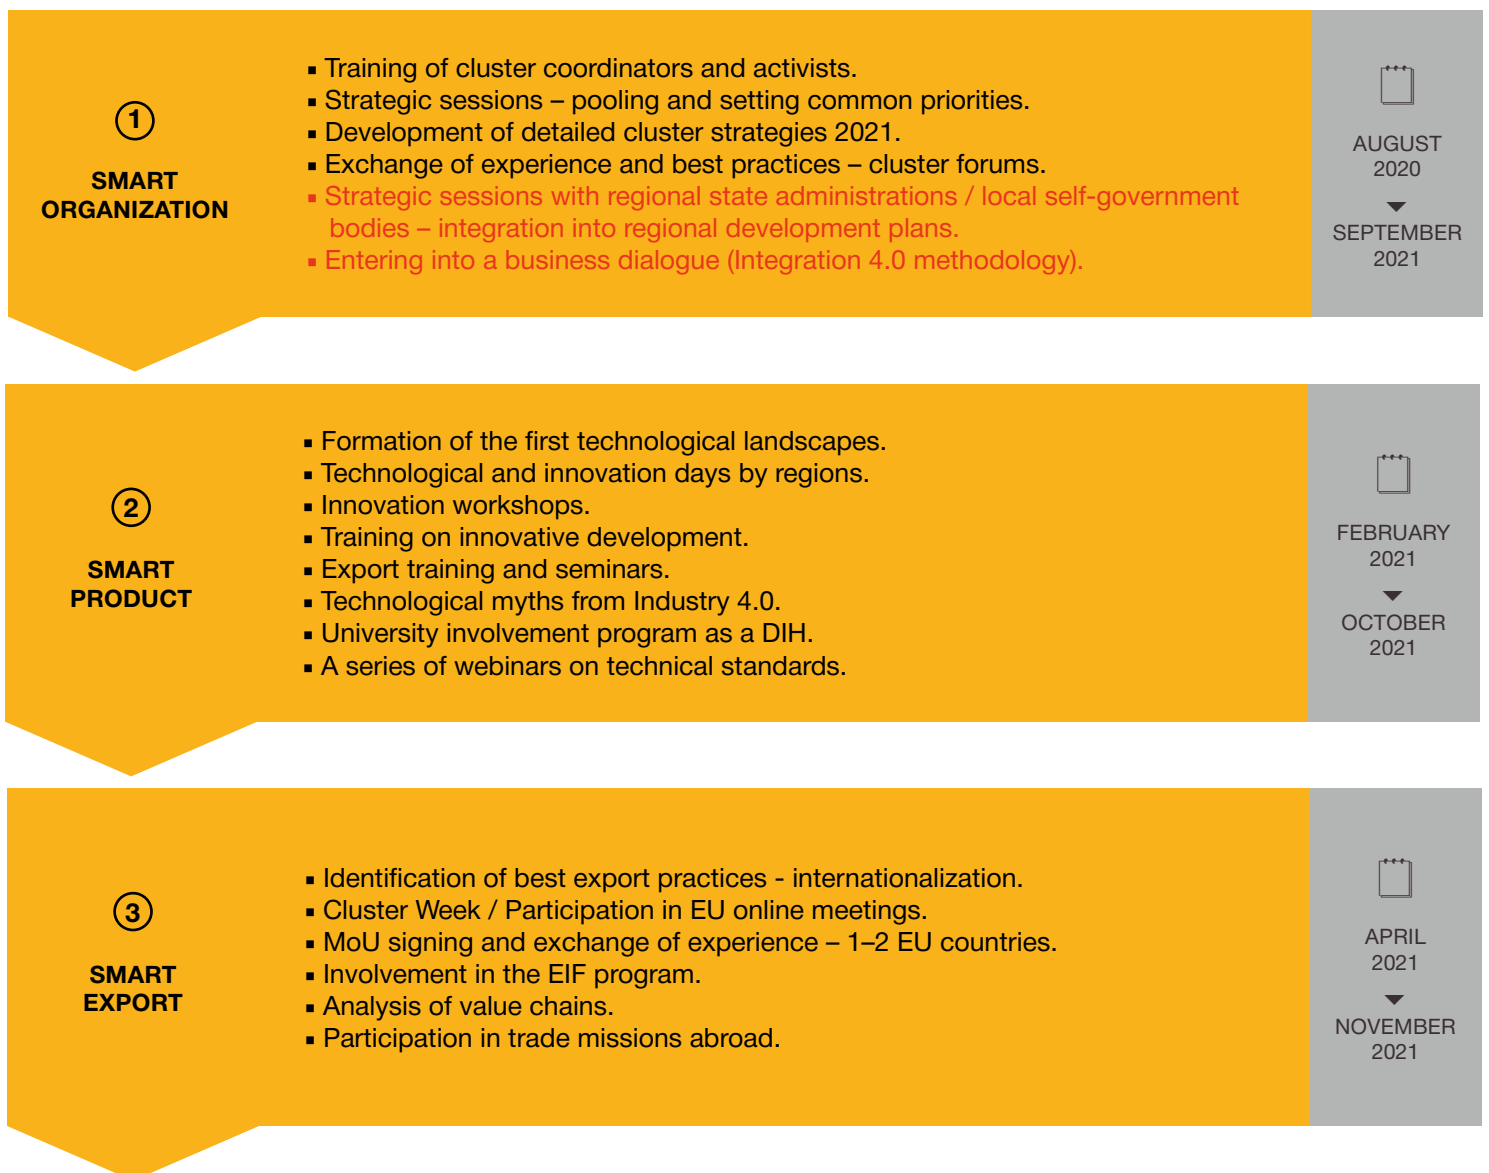 1
SMART
ORGANIZATION
▪ Training of cluster coordinators and activists.
▪ Strategic sessions – pooling and setting common priorities.
▪ Development of detailed cluster strategies 2021.
▪ Exchange of experience and best practices – cluster forums.
▪ Strategic sessions with regional state administrations / local self-government
bodies – integration into regional development plans.
▪ Entering into a business dialogue (Integration 4.0 methodology).
AUGUST
2020
SEPTEMBER
2021
2
SMART
PRODUCT
▪ Formation of the first technological landscapes.
▪ Technological and innovation days by regions.
▪ Innovation workshops.
▪ Training on innovative development.
▪ Export training and seminars.
▪ Technological myths from Industry 4.0.
▪ University involvement program as a DIH.
▪ A series of webinars on technical standards.
FEBRUARY
2021
OCTOBER
2021
3
SMART
EXPORT
▪ Identification of best export practices - internationalization.
▪ Cluster Week / Participation in EU online meetings.
▪ MoU signing and exchange of experience – 1–2 EU countries.
▪ Involvement in the EIF program.
▪ Analysis of value chains.
▪ Participation in trade missions abroad.
APRIL
2021
NOVEMBER
2021